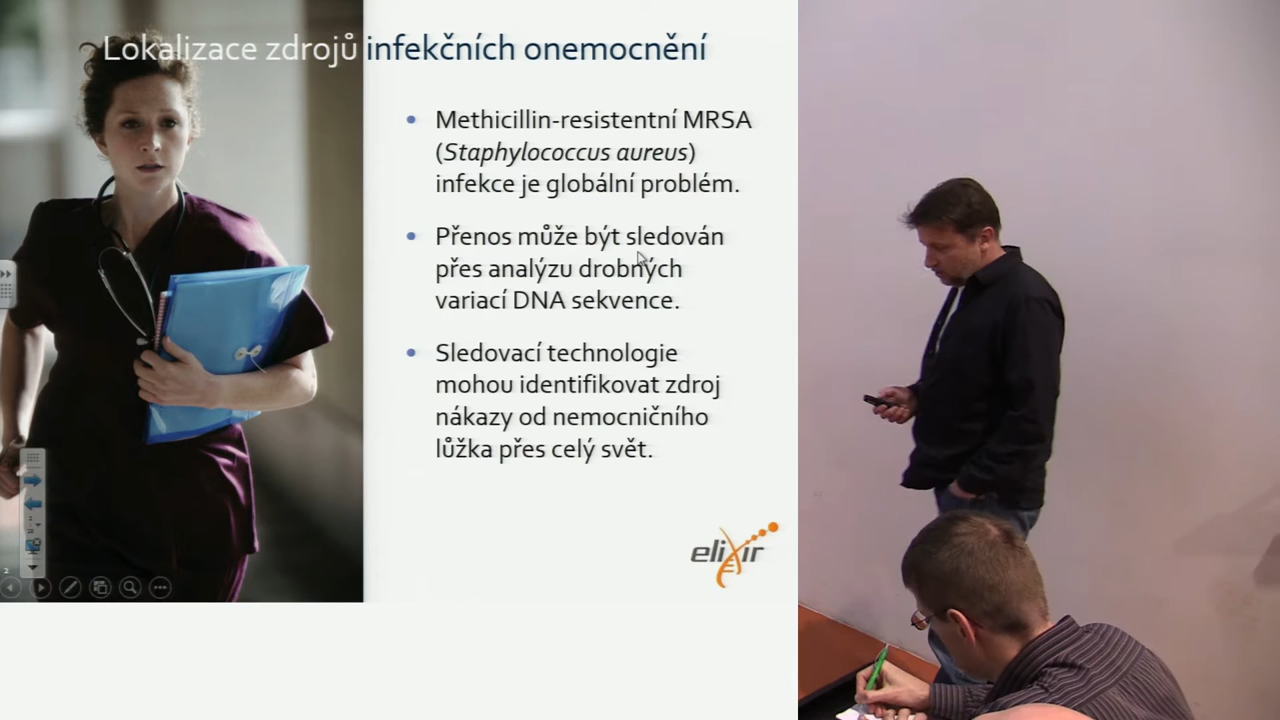 Lokalizace zdrojů infekčních onemocnění
• Methicillin-resistentní MRSA
(Staphylococcus aureus)
infekce je globální problém.
• Přenos může být sledován
přes analýzu drobných
variací DNA sekvence.
• Sledovací technologie
mohou identifikovat zdroj
nákazy od nemocničního
lůžka přes celý svět.
elixir
2